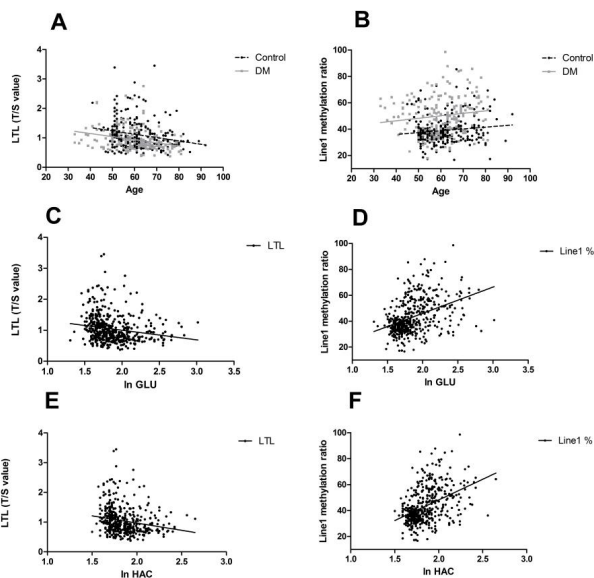 A
LTL (T/S value)
4
3
2
1
0
20 30 40 50 60 70 80 90 100
Age
Control
DM
B
Line1 methylation ratio
100
80
60
40
20
20 30 40 50 60 70 80 90 100
Age
Control
DM
C
LTL (T/S value)
4
3
2
1
0
1.0 1.5 2.0 2.5 3.0 3.5
ln GLU
LTL
D
Line1 methylation ratio
100
80
60
40
20
1.0 1.5 2.0 2.5 3.0 3.5
ln GLU
Line1 %
E
LTL (T/S value)
4
3
2
1
0
1.0 1.5 2.0 2.5 3.0
ln HAC
LTL
F
Line1 methylation ratio
100
80
60
40
20
1.0 1.5 2.0 2.5 3.0
ln HAC
Line1 %